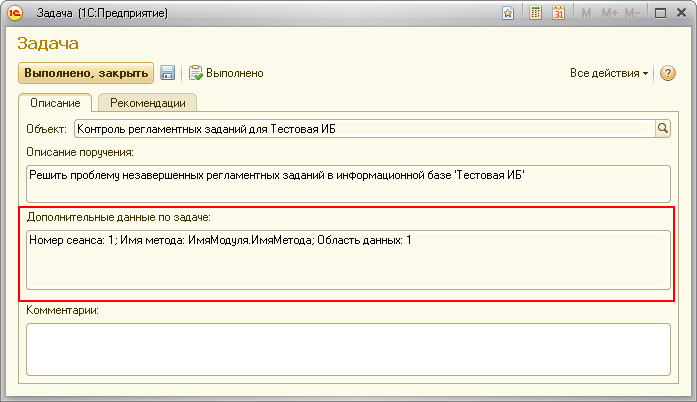 Задача (1С:Предприятие)
31 M M+ M-
Задача
Выполнено, закрыть Выполнено Все действия ?
Описание Рекомендации
Объект: Контроль регламентных заданий для Тестовая ИБ
Описание поручения:
Решить проблему незавершенных регламентных заданий в информационной базе 'Тестовая ИБ'
Дополнительные данные по задаче:
Номер сеанса: 1; Имя метода: ИмяМодуля.ИмяМетода; Область данных: 1
Комментарии: